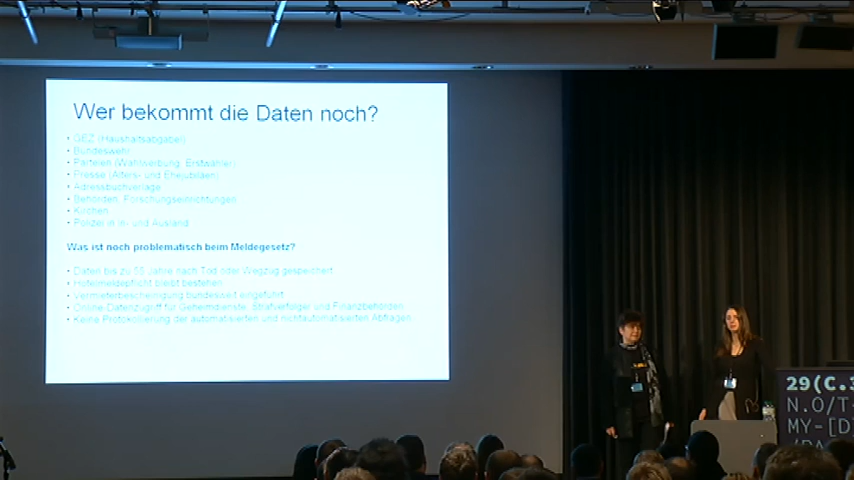 Wer bekommt die Daten noch?
• GEZ (Haushaltsabgabe)
• Bundeswehr
• Parteien (Wahlwerbung, Erstwähler)
• Presse (Alters- und Ehejubiläen)
• Adressbuchverlage
• Behörden, Forschungseinrichtungen
• Kirchen
• Polizei in In- und Ausland
Was ist noch problematisch beim Meldegesetz?
• Daten bis zu 55 Jahre nach Tod oder Wegzug gespeichert
• Hotelmeldepflicht bleibt bestehen
• Vermieterbescheinigung bundesweit eingeführt
• Online Datenzugriff für Geheimdienste, Strafverfolger und Finanzbehörden
• Keine Protokollierung der automatisierten und nichtautomatisierten Abfragen
29(C.3
N.O/T-
MY-[D